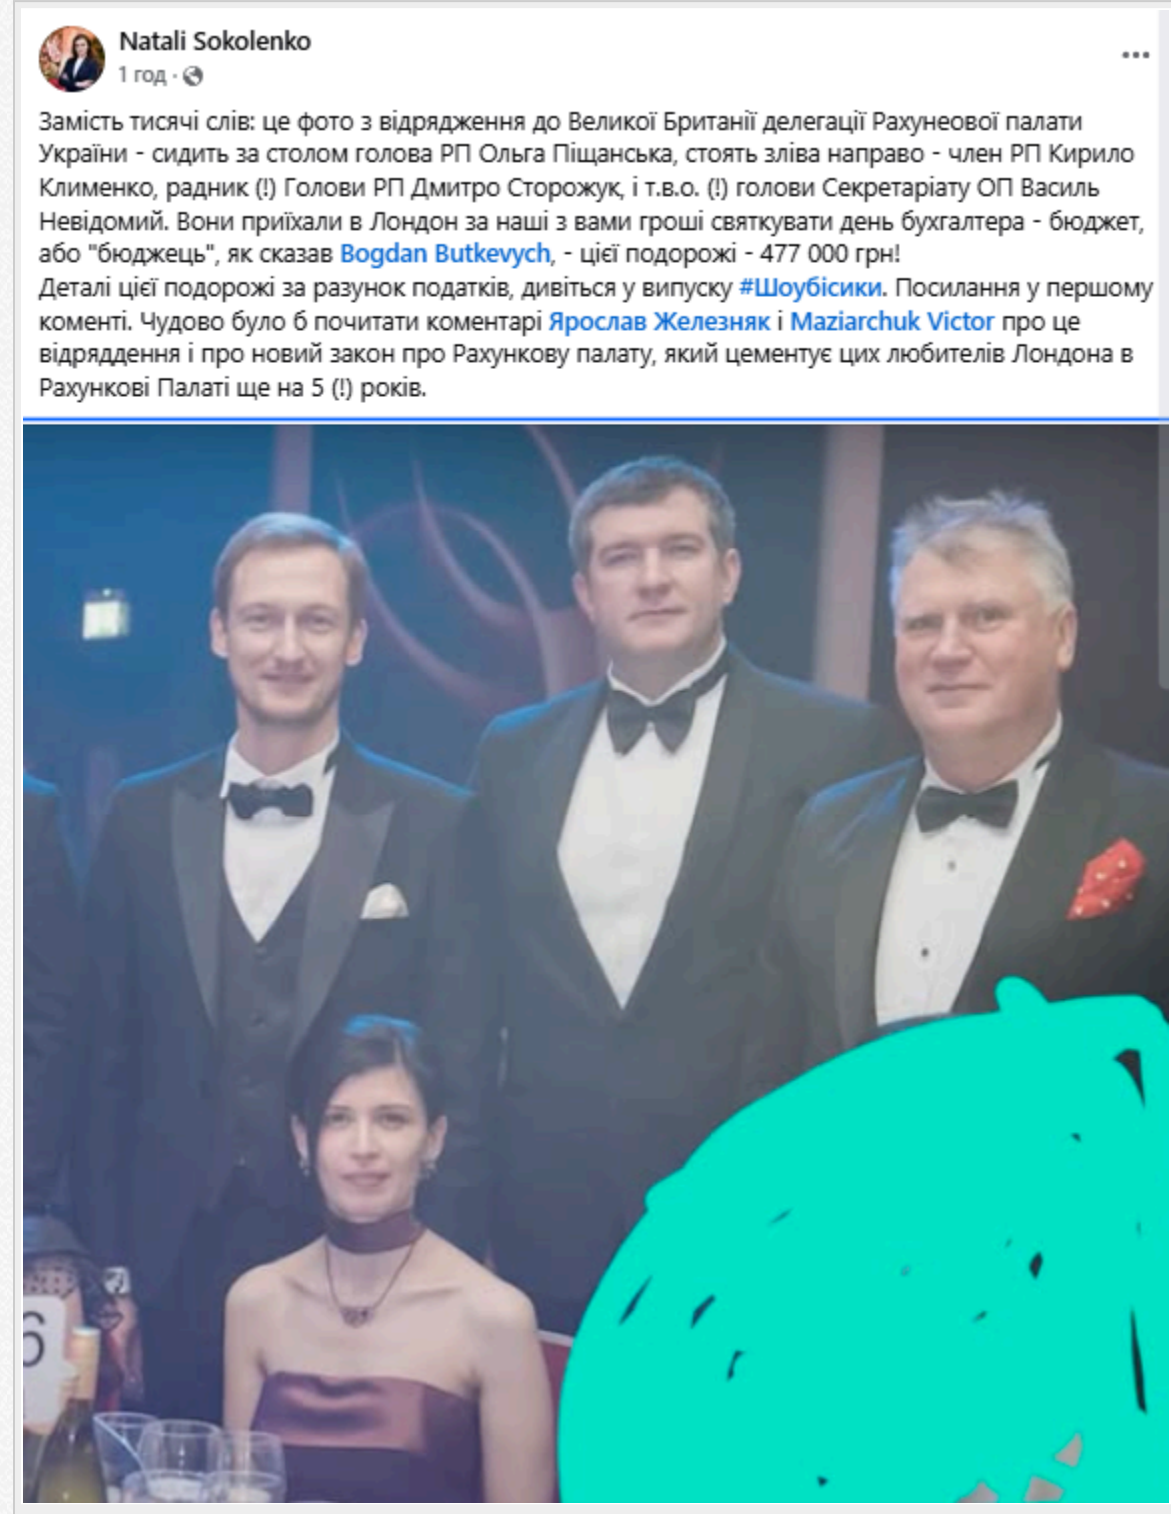 Natali Sokolenko
1 год ·
Замість тисячі слів: це фото з відрядження до Великої Британії делегації Рахунеової палати
України - сидить за столом голова РП Ольга Піщанська, стоять зліва направо - член РП Кирило
Клименко, радник (!) Голови РП Дмитро Сторожук, і т.в.о. (!) голови Секретаріату ОП Василь
Невідомий. Вони приїхали в Лондон за наші з вами гроші святкувати день бухгалтера - бюджет,
або "бюджець", як сказав Bogdan Butkevych, - цієї подорожі - 477 000 грн!
Деталі цієї подорожі за разунок податків, дивіться у випуску #Шоубісики. Посилання у першому
коменті. Чудово було б почитати коментарі Ярослав Железняк і Maziarchuk Victor про це
відряддення і про новий закон про Рахункову палату, який цементує цих любителів Лондона в
Рахункові Палаті ще на 5 (!) років.
6